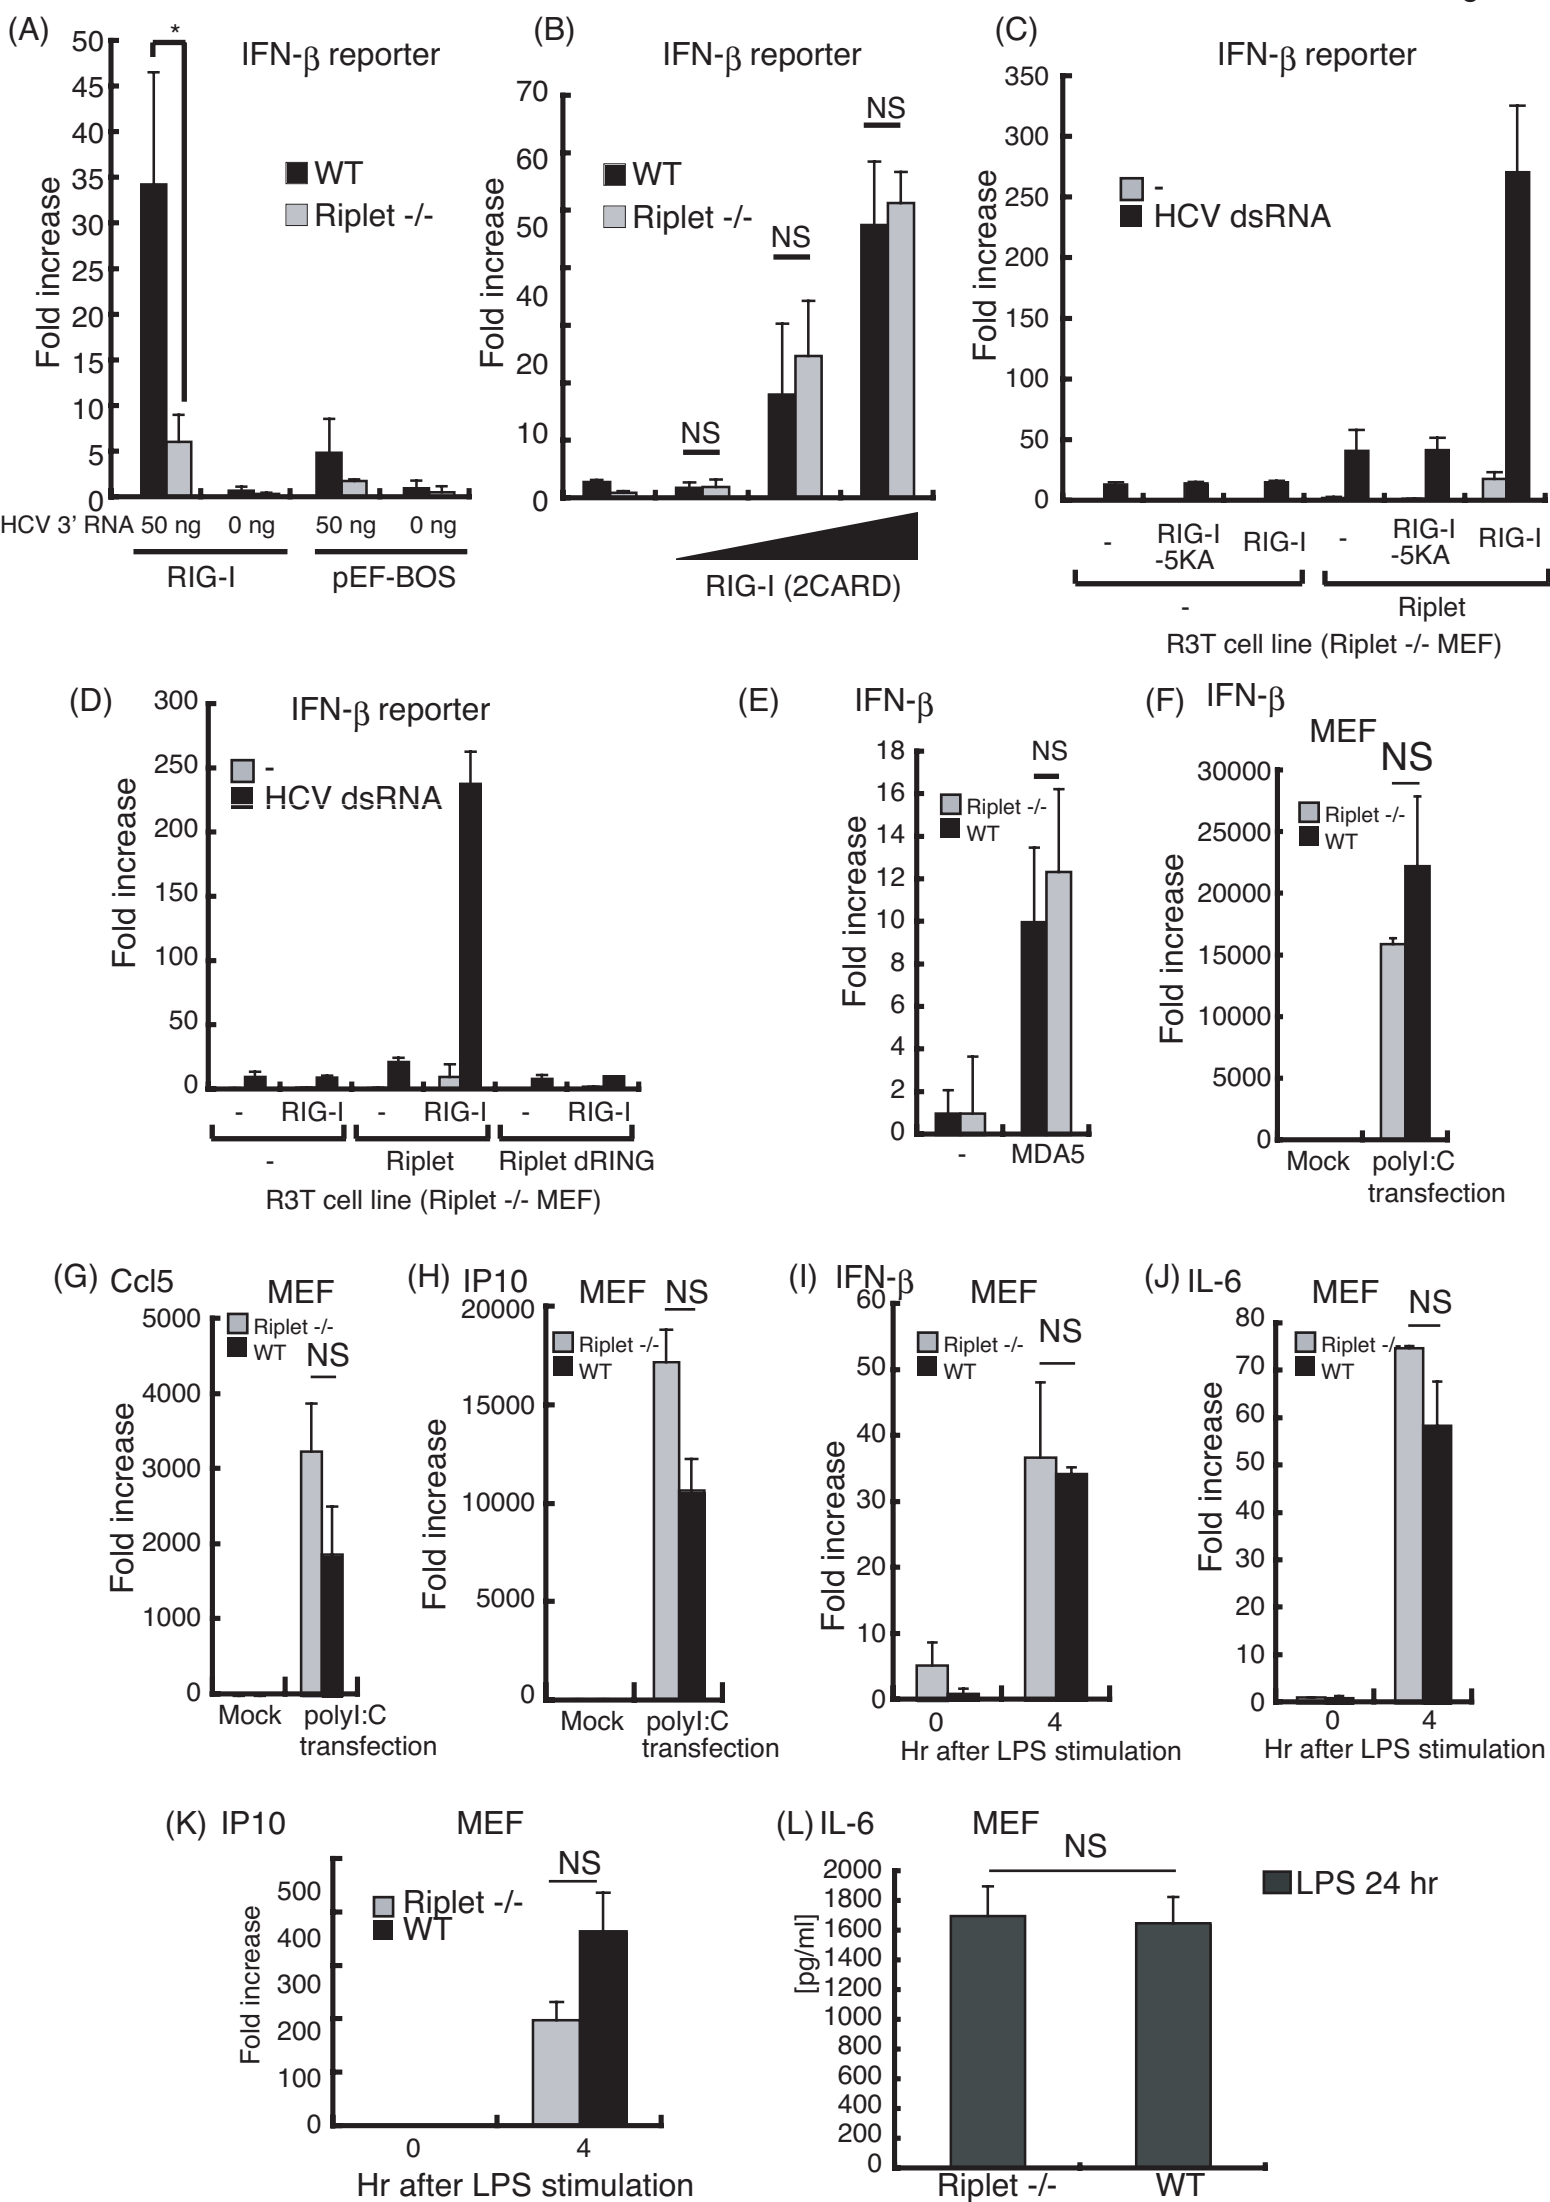 (A)
IFN-β reporter
*
50
45
40
35
30
25
20
15
10
5
0
Fold increase
WT
Riplet -/-
HCV 3' RNA 50 ng 0 ng 50 ng 0 ng
RIG-I pEF-BOS
(B)
IFN-β reporter
70
60
50
40
20
10
0
Fold increase
WT
Riplet -/-
NS
NS
NS
RIG-I (2CARD)
(C)
IFN-β reporter
350
300
250
200
150
100
50
0
Fold increase
-
HCV dsRNA
- RIG-I -5KA RIG-I - RIG-I -5KA RIG-I
- Riplet
R3T cell line (Riplet -/- MEF)
(D)
IFN-β reporter
300
250
200
150
100
50
0
Fold increase
-
HCV dsRNA
- RIG-I - RIG-I - RIG-I
- Riplet Riplet dRING
R3T cell line (Riplet -/- MEF)
(E)
IFN-β
18
16
14
12
10
8
6
4
2
0
Fold increase
Riplet -/-
WT
NS
- MDA5
(F)
IFN-β
MEF
NS
30000
25000
20000
15000
10000
5000
0
Fold increase
Riplet -/-
WT
Mock polyI:C
transfection
(G) Ccl5
MEF
5000
4000
3000
2000
1000
0
Fold increase
Riplet -/-
WT
NS
Mock polyI:C
transfection
(H) IP10
MEF
NS
20000
15000
10000
5000
0
Fold increase
Riplet -/-
WT
Mock polyI:C
transfection
(I) IFN-β
MEF
60
50
40
30
20
10
0
Fold increase
Riplet -/-
WT
NS
0 4
Hr after LPS stimulation
(J) IL-6
MEF
NS
80
70
60
50
40
30
20
10
0
Fold increase
Riplet -/-
WT
0 4
Hr after LPS stimulation
(K) IP10
MEF
NS
500
400
300
200
100
0
Fold increase
Riplet -/-
WT
0 4
Hr after LPS stimulation
(L) IL-6
MEF
NS
2000
1800
1600
1400
1200
1000
800
600
400
200
0
[pg/ml]
LPS 24 hr
Riplet -/- WT